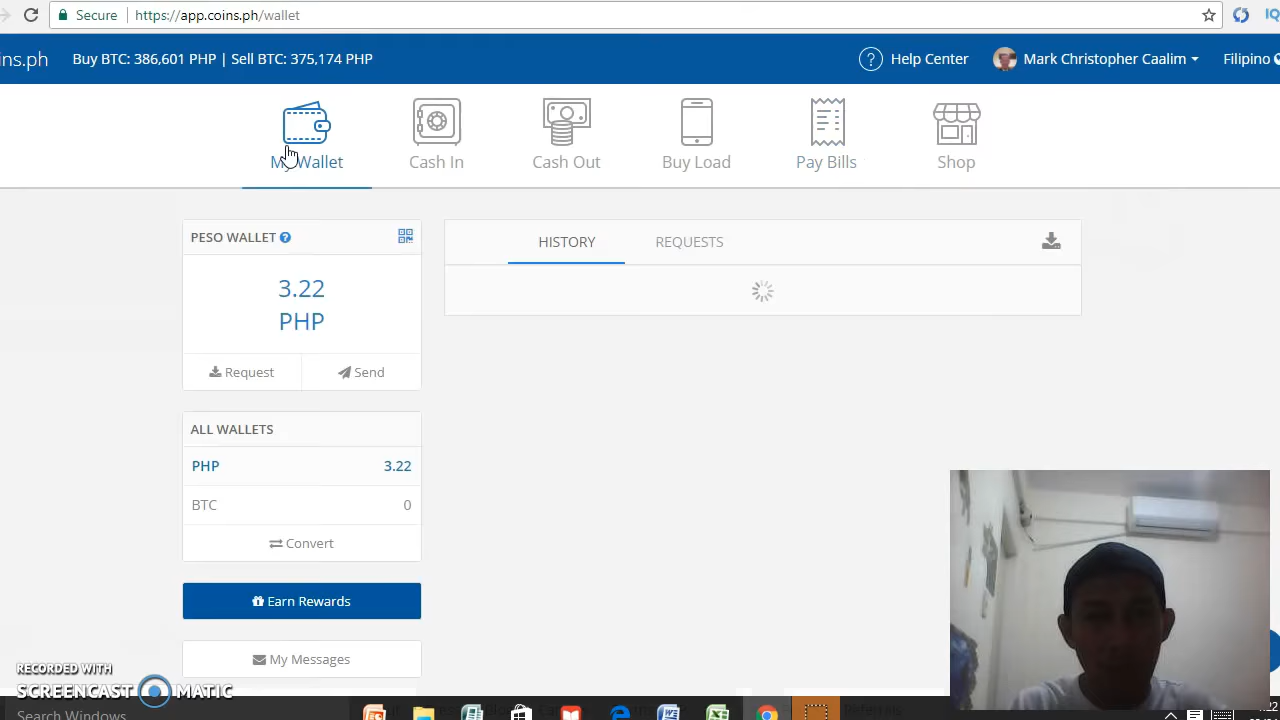 Secure
https://app.coins.ph/wallet
ins.ph
Buy BTC: 386,601 PHP | Sell BTC: 375,174 PHP
Help Center
Mark Christopher Caalim
Filipino
My Wallet
Cash In
Cash Out
Buy Load
Pay Bills
Shop
PESO WALLET
3.22
PHP
Request
Send
HISTORY
REQUESTS
ALL WALLETS
PHP 3.22
BTC 0
Convert
Earn Rewards
My Messages
RECORDED WITH
SCREENCAST MATIC
Search Windows
Referrals